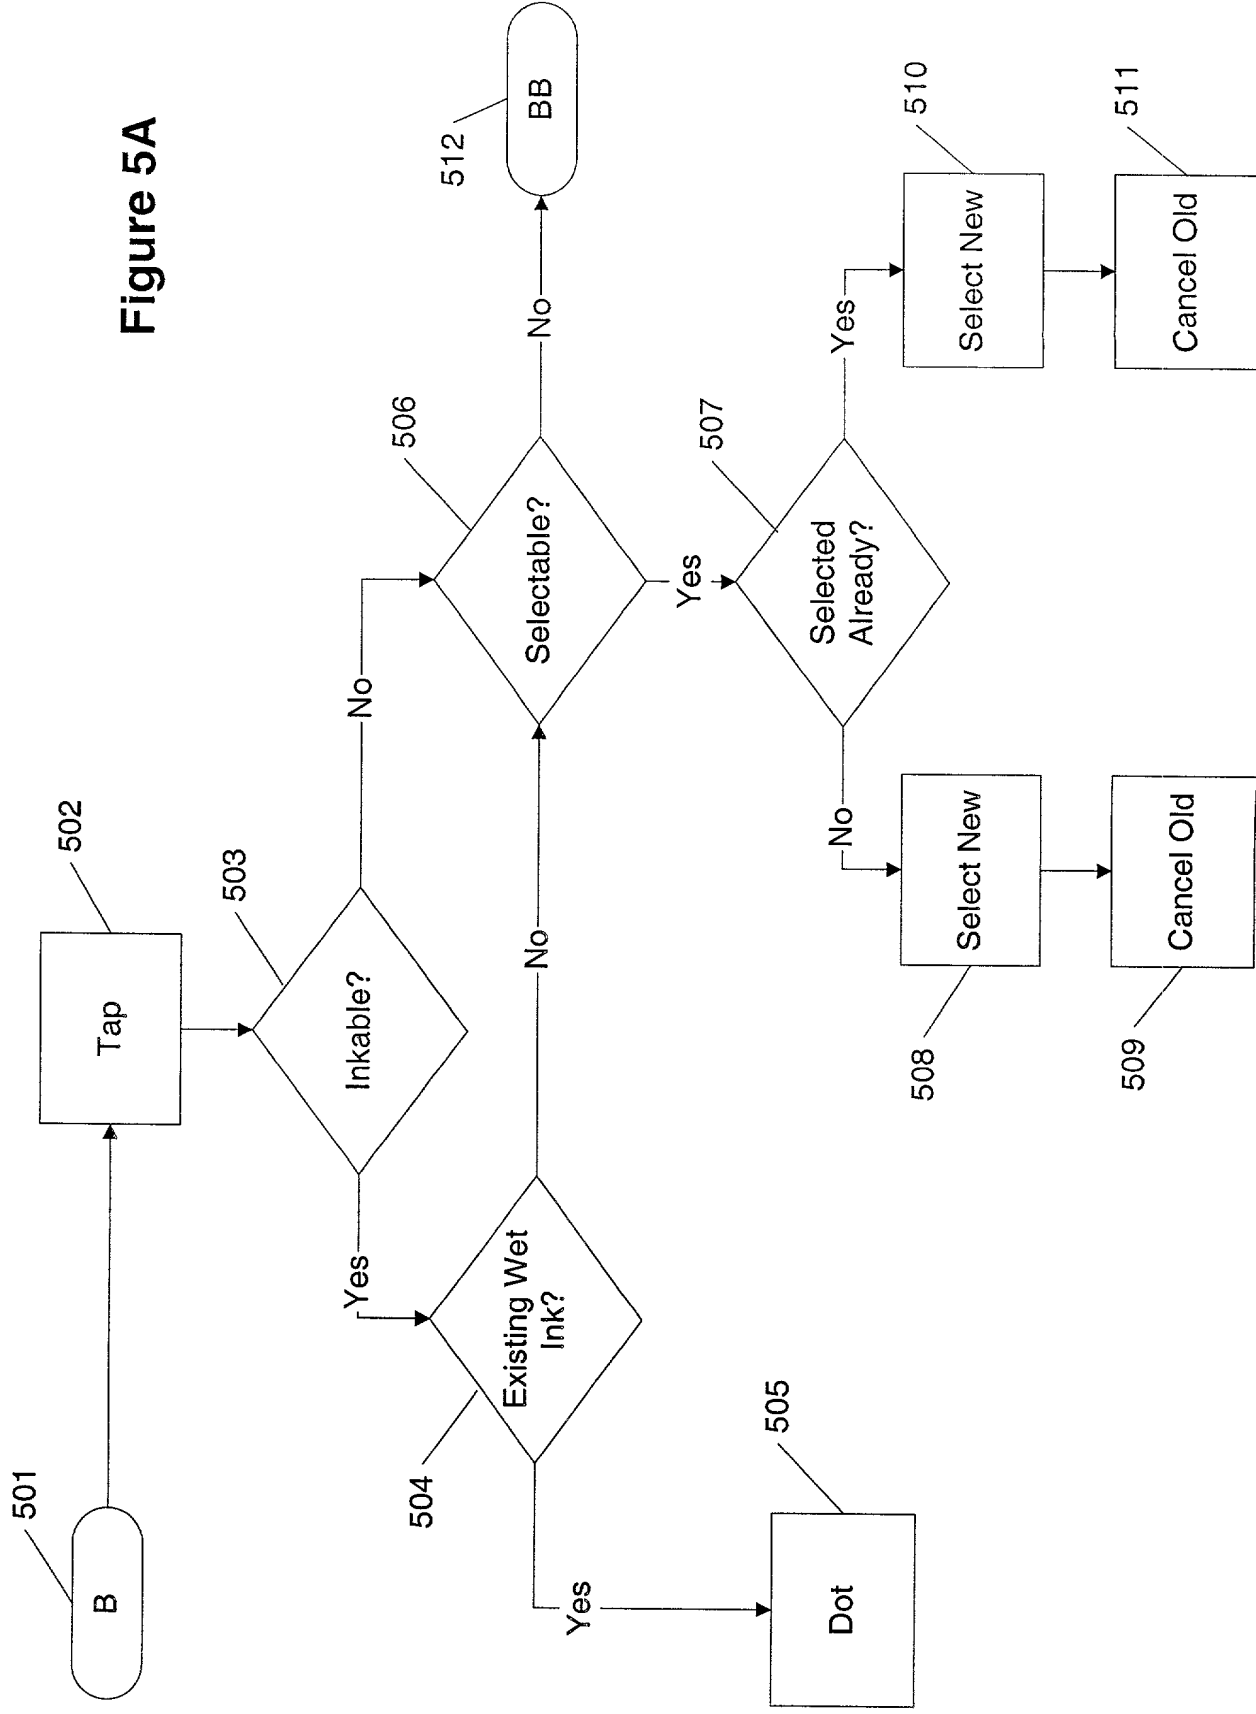 Figure 5A
501
B
502
Tap
503
Inkable?
Yes
No
504
Existing Wet
Ink?
Yes
No
505
Dot
506
Selectable?
No
512
BB
Yes
507
Selected
Already?
No
Yes
508
Select New
509
Cancel Old
510
Select New
511
Cancel Old